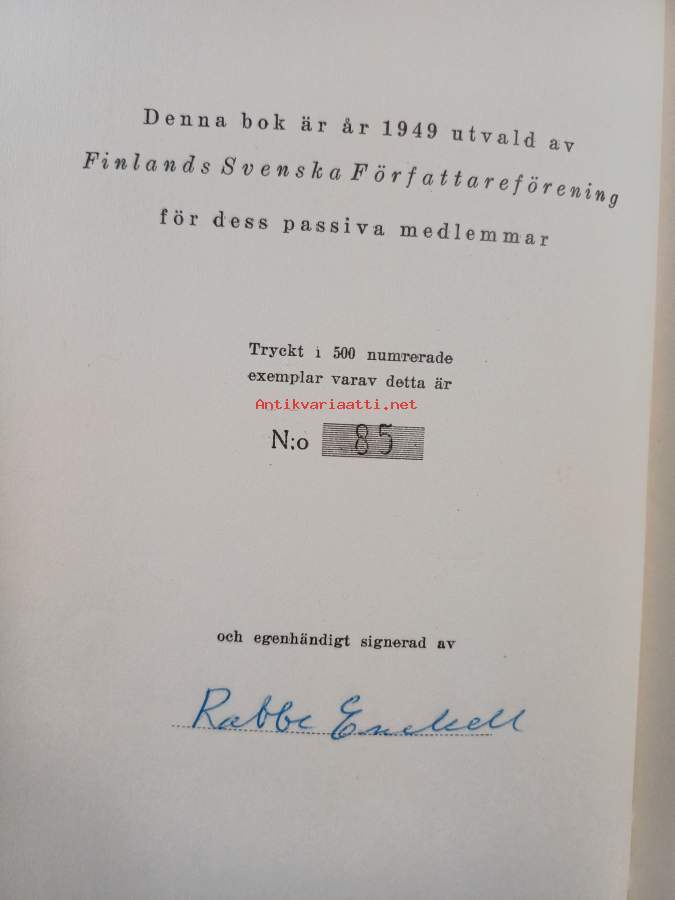 Denna bok är år 1949 utvald av
Finlands Svenska Författareförening
för dess passiva medlemmar
Tryckt i 500 numrerade
exemplar varav detta är
Antikvariaatti.net
N:o 85
och egenhändigt signerad av
Rabbe Enckell